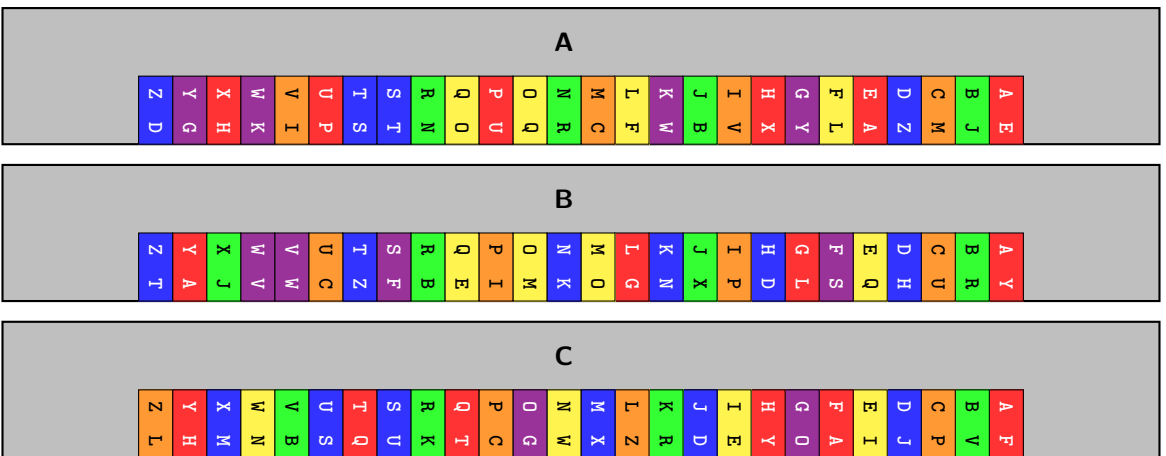 A
Z Y X W V U T S R Q P O N M L K J I H G F E D C B A
D G H K I P S T N O U Q R C F W B V X Y L A Z M J E
B
Z Y X W V U T S R Q P O N M L K J I H G F E D C B A
T A J V W C Z F B E I M K O G N X P D L S Q H U R Y
C
Z Y X W V U T S R Q P O N M L K J I H G F E D C B A
L H M N B S Q U K T C G W X Z R D E Y O A I J P V F